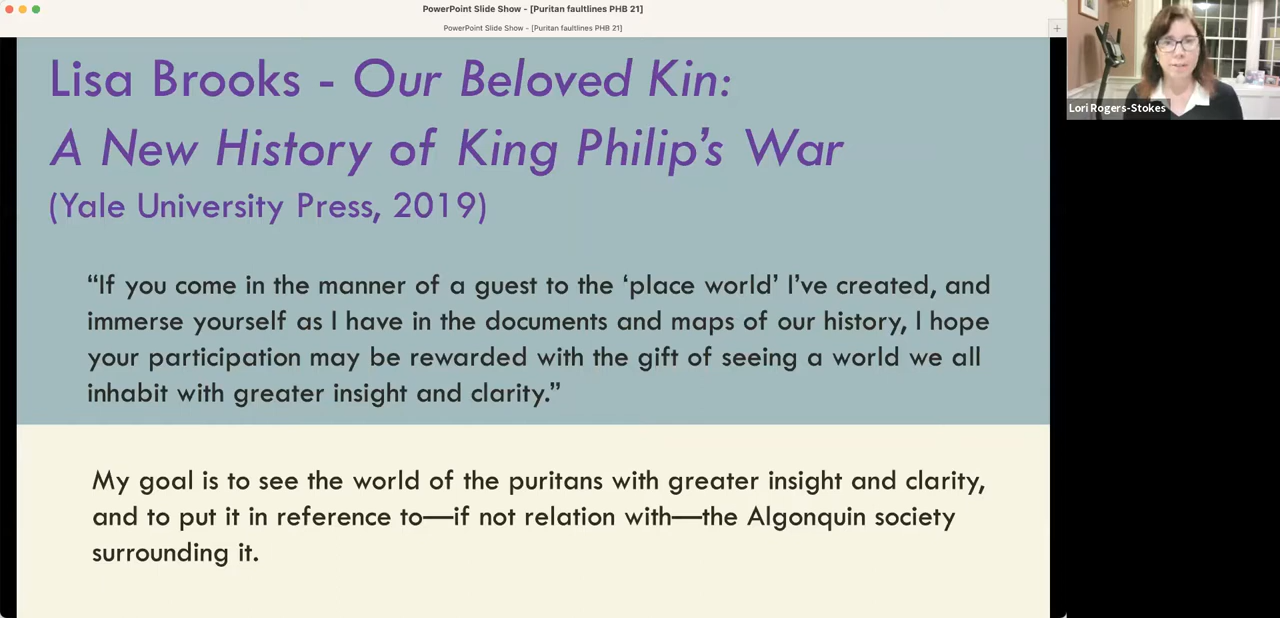 PowerPoint Slide Show - [Puritan faultlines PHB 21]
PowerPoint Slide Show - [Puritan faultlines PHB 21]
Lisa Brooks - Our Beloved Kin:
A New History of King Philip’s War
(Yale University Press, 2019)
“If you come in the manner of a guest to the ‘place world’ I’ve created, and
immerse yourself as I have in the documents and maps of our history, I hope
your participation may be rewarded with the gift of seeing a world we all
inhabit with greater insight and clarity.”
My goal is to see the world of the puritans with greater insight and clarity,
and to put it in reference to—if not relation with—the Algonquin society
surrounding it.
Lori Rogers-Stokes